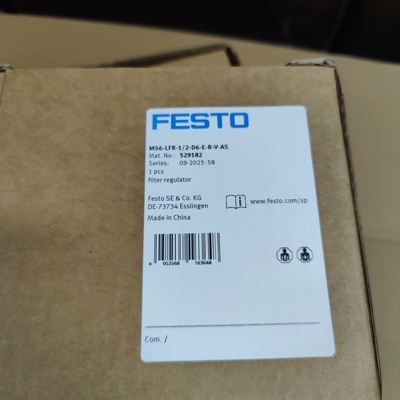 FESTO
MS6-LFR-1/2-D6-E-R-V-AS
Mat. No.: 529182
Series: 09-2025:S8
1 pcs
filter regulator
Festo SE & Co. KG
DE-73734 Esslingen
Made in China
www.festo.com/sp
Com. /